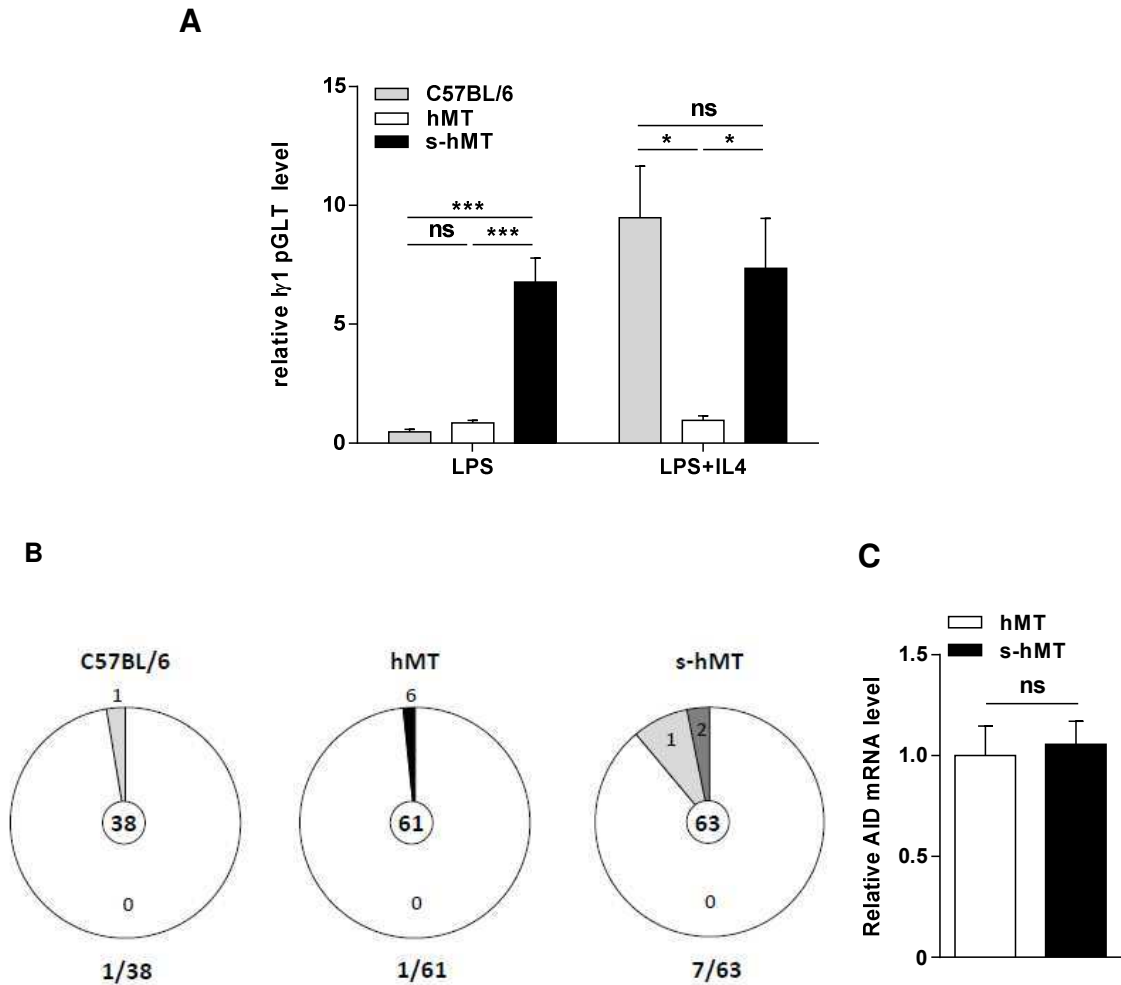 A
15
10
5
0
relative Iγ1 pGLT level
C57BL/6
hMT
s-hMT
***
ns ***
ns
* *
LPS LPS+IL4
B
C57BL/6
1
38
0
1/38
hMT
6
61
0
1/61
s-hMT
1 2
63
0
7/63
C
hMT
s-hMT
ns
1.5
1.0
0.5
0
Relative AID mRNA level